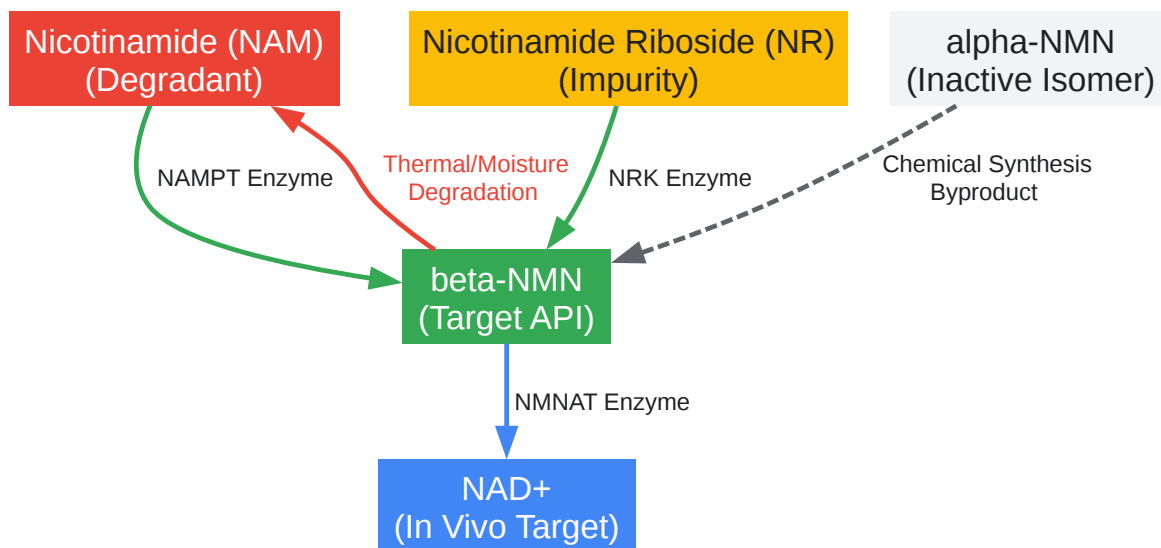 Nicotinamide (NAM)
(Degradant)
Nicotinamide Riboside (NR)
(Impurity)
alpha-NMN
(Inactive Isomer)
NAMPT Enzyme
Thermal/Moisture
Degradation
NRK Enzyme
Chemical Synthesis
Byproduct
beta-NMN
(Target API)
NMNAT Enzyme
NAD+
(In Vivo Target)